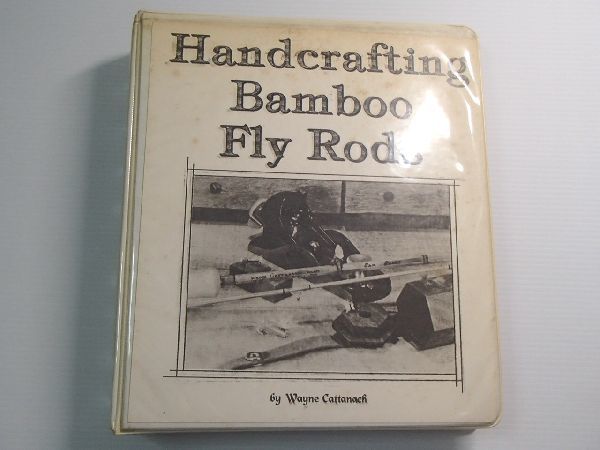 Handcrafting
Bamboo
Fly Rods
by Wayne Cattanach